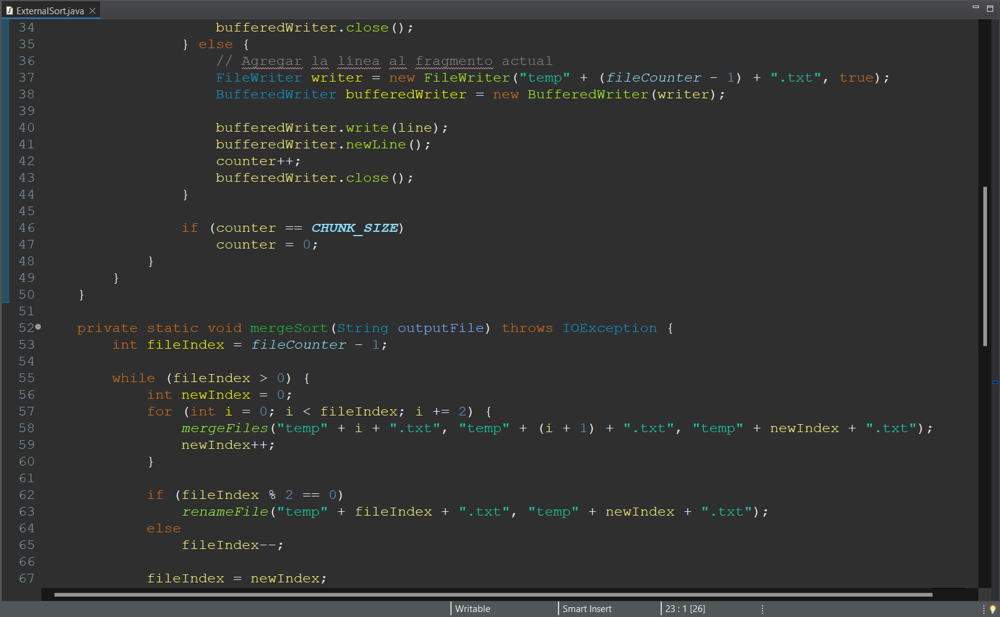 ExternalSort.java
34 bufferedWriter.close();
35 } else {
36 // Agregar la línea al fragmento actual
37 FileWriter writer = new FileWriter("temp" + (fileCounter - 1) + ".txt", true);
38 BufferedWriter bufferedWriter = new BufferedWriter(writer);
39
40 bufferedWriter.write(line);
41 bufferedWriter.newLine();
42 counter++;
43 bufferedWriter.close();
44 }
45
46 if (counter == CHUNK_SIZE)
47 counter = 0;
48 }
49 }
50 }
51
52 private static void mergeSort(String outputFile) throws IOException {
53 int fileIndex = fileCounter - 1;
54
55 while (fileIndex > 0) {
56 int newIndex = 0;
57 for (int i = 0; i < fileIndex; i += 2) {
58 mergeFiles("temp" + i + ".txt", "temp" + (i + 1) + ".txt", "temp" + newIndex + ".txt");
59 newIndex++;
60 }
61
62 if (fileIndex % 2 == 0)
63 renameFile("temp" + fileIndex + ".txt", "temp" + newIndex + ".txt");
64 else
65 fileIndex--;
66
67 fileIndex = newIndex;
Writable Smart Insert 23 : 1 [26]